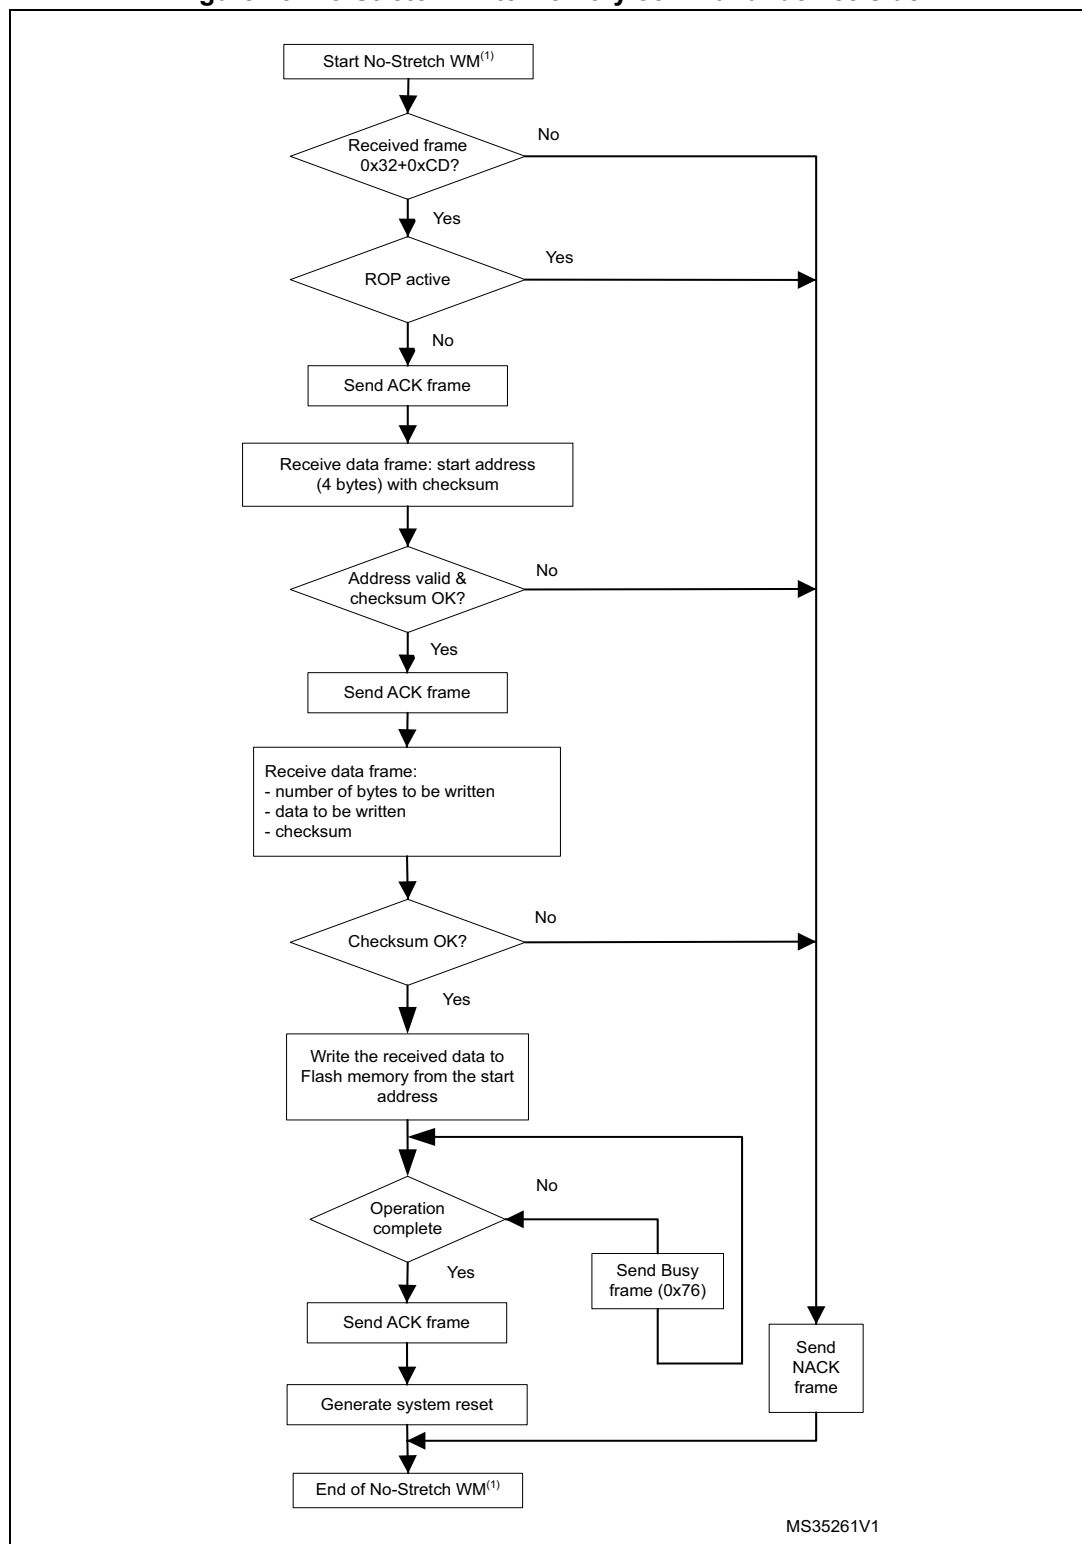 Start No-Stretch WM(1)
No
Received frame
0x32+0xCD?
Yes
Yes
ROP active
No
Send ACK frame
Receive data frame: start address
(4 bytes) with checksum
No
Address valid &
checksum OK?
Yes
Send ACK frame
Receive data frame:
- number of bytes to be written
- data to be written
- checksum
No
Checksum OK?
Yes
Write the received data to
Flash memory from the start
address
No
Operation
complete
Yes
Send Busy
frame (0x76)
Send ACK frame
Send
NACK
frame
Generate system reset
End of No-Stretch WM(1)
MS35261V1